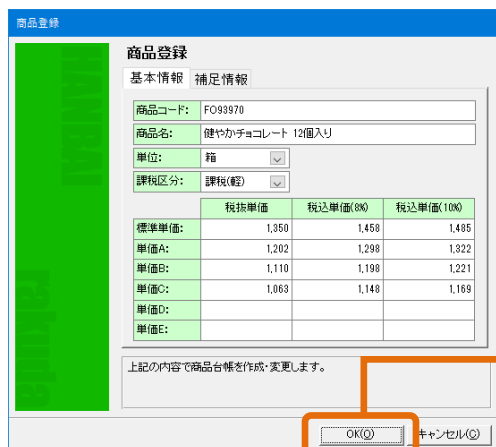 商品登録
HANBAI
rakuda
商品登録
基本情報 補足情報
商品コード: FO93970
商品名: 健やかチョコレート 12個入り
単位: 箱
課税区分: 課税(軽)
税抜単価 税込単価(8%) 税込単価(10%)
標準単価: 1,350 1,458 1,485
単価A: 1,202 1,298 1,322
単価B: 1,110 1,198 1,221
単価C: 1,063 1,148 1,169
単価D:
単価E:
上記の内容で商品台帳を作成・変更します。
OK(O) キャンセル(C)